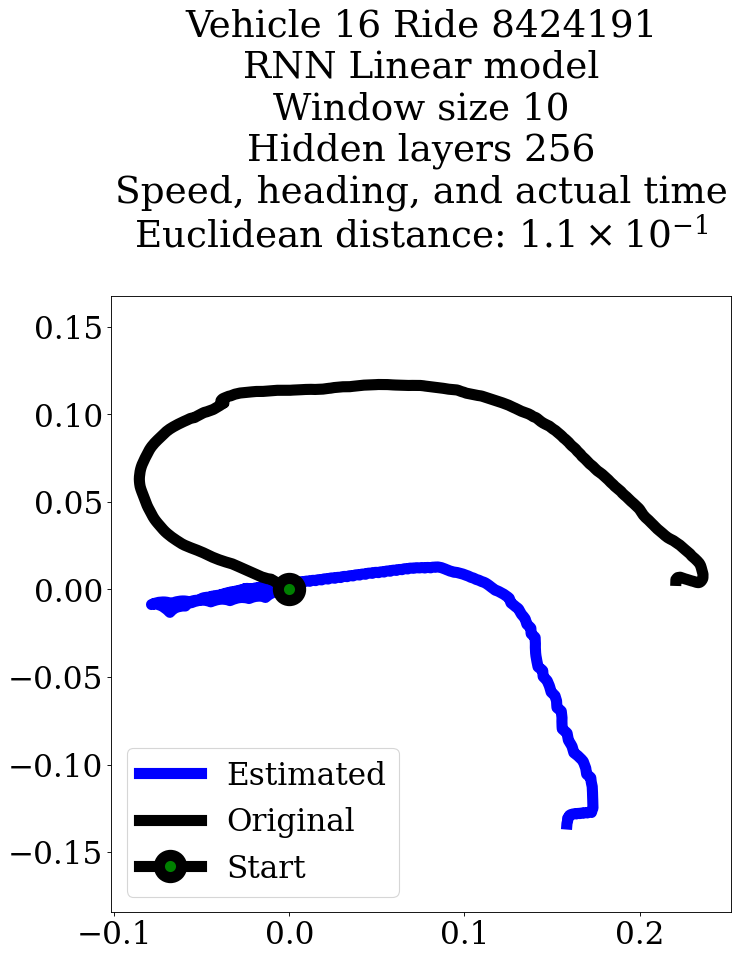 Vehicle 16 Ride 8424191
RNN Linear model
Window size 10
Hidden layers 256
Speed, heading, and actual time
Euclidean distance: 1.1 × 10⁻¹
0.15
0.10
0.05
0.00
−0.05
−0.10
−0.15
Estimated
Original
Start
−0.1
0.0
0.1
0.2